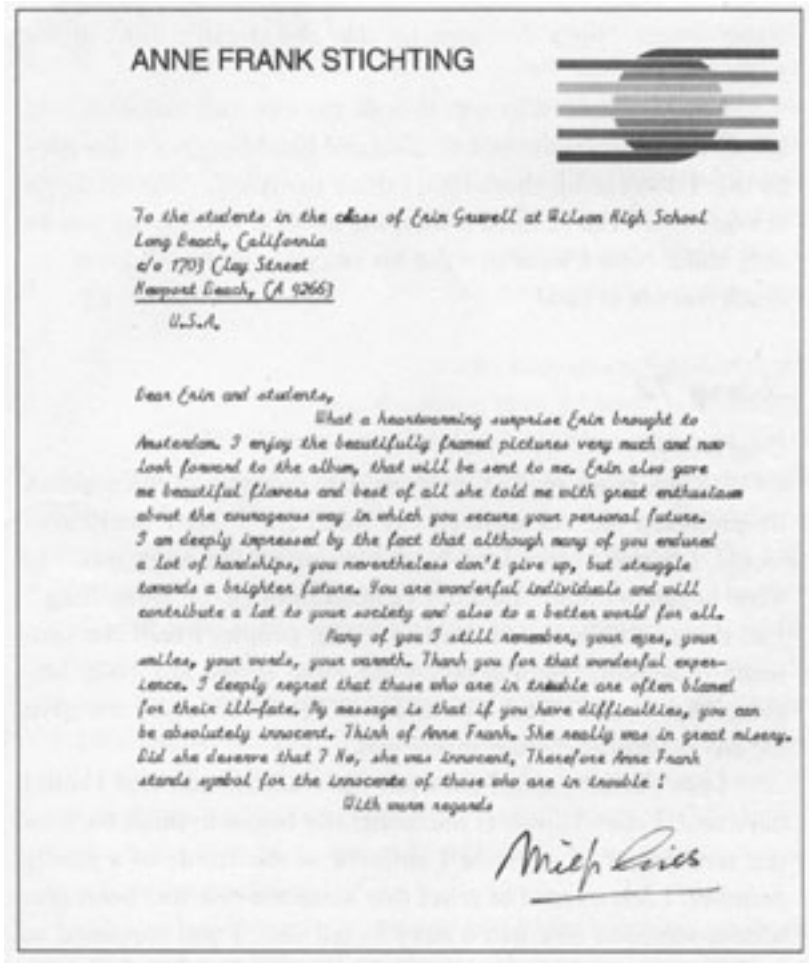 ANNE FRANK STICHTING
To the students in the class of Erin Gruwell at Wilson High School
Long Beach, California
c/o 1703 Clay Street
Newport Beach, CA 92663
U.S.A.
Dear Erin and students,
What a heartwarming surprise Erin brought to
Amsterdam. I enjoy the beautifully framed pictures very much and now
look forward to the album, that will be sent to me. Erin also gave
me beautiful flowers and best of all she told me with great enthusiasm
about the courageous way in which you secure your personal future.
I am deeply impressed by the fact that although many of you endured
a lot of hardships, you nevertheless don't give up, but struggle
towards a brighter future. You are wonderful individuals and will
contribute a lot to your society and also to a better world for all.
Many of you I still remember, your eyes, your
smiles, your words, your warmth. Thank you for that wonderful exper-
ience. I deeply regret that those who are in trouble are often blamed
for their ill-fate. My message is that if you have difficulties, you can
be absolutely innocent. Think of Anne Frank. She really was in great misery.
Did she deserve that? No, she was innocent, Therefore Anne Frank
stands symbol for the innocente of those who are in trouble!
With warm regards
Miep Gies